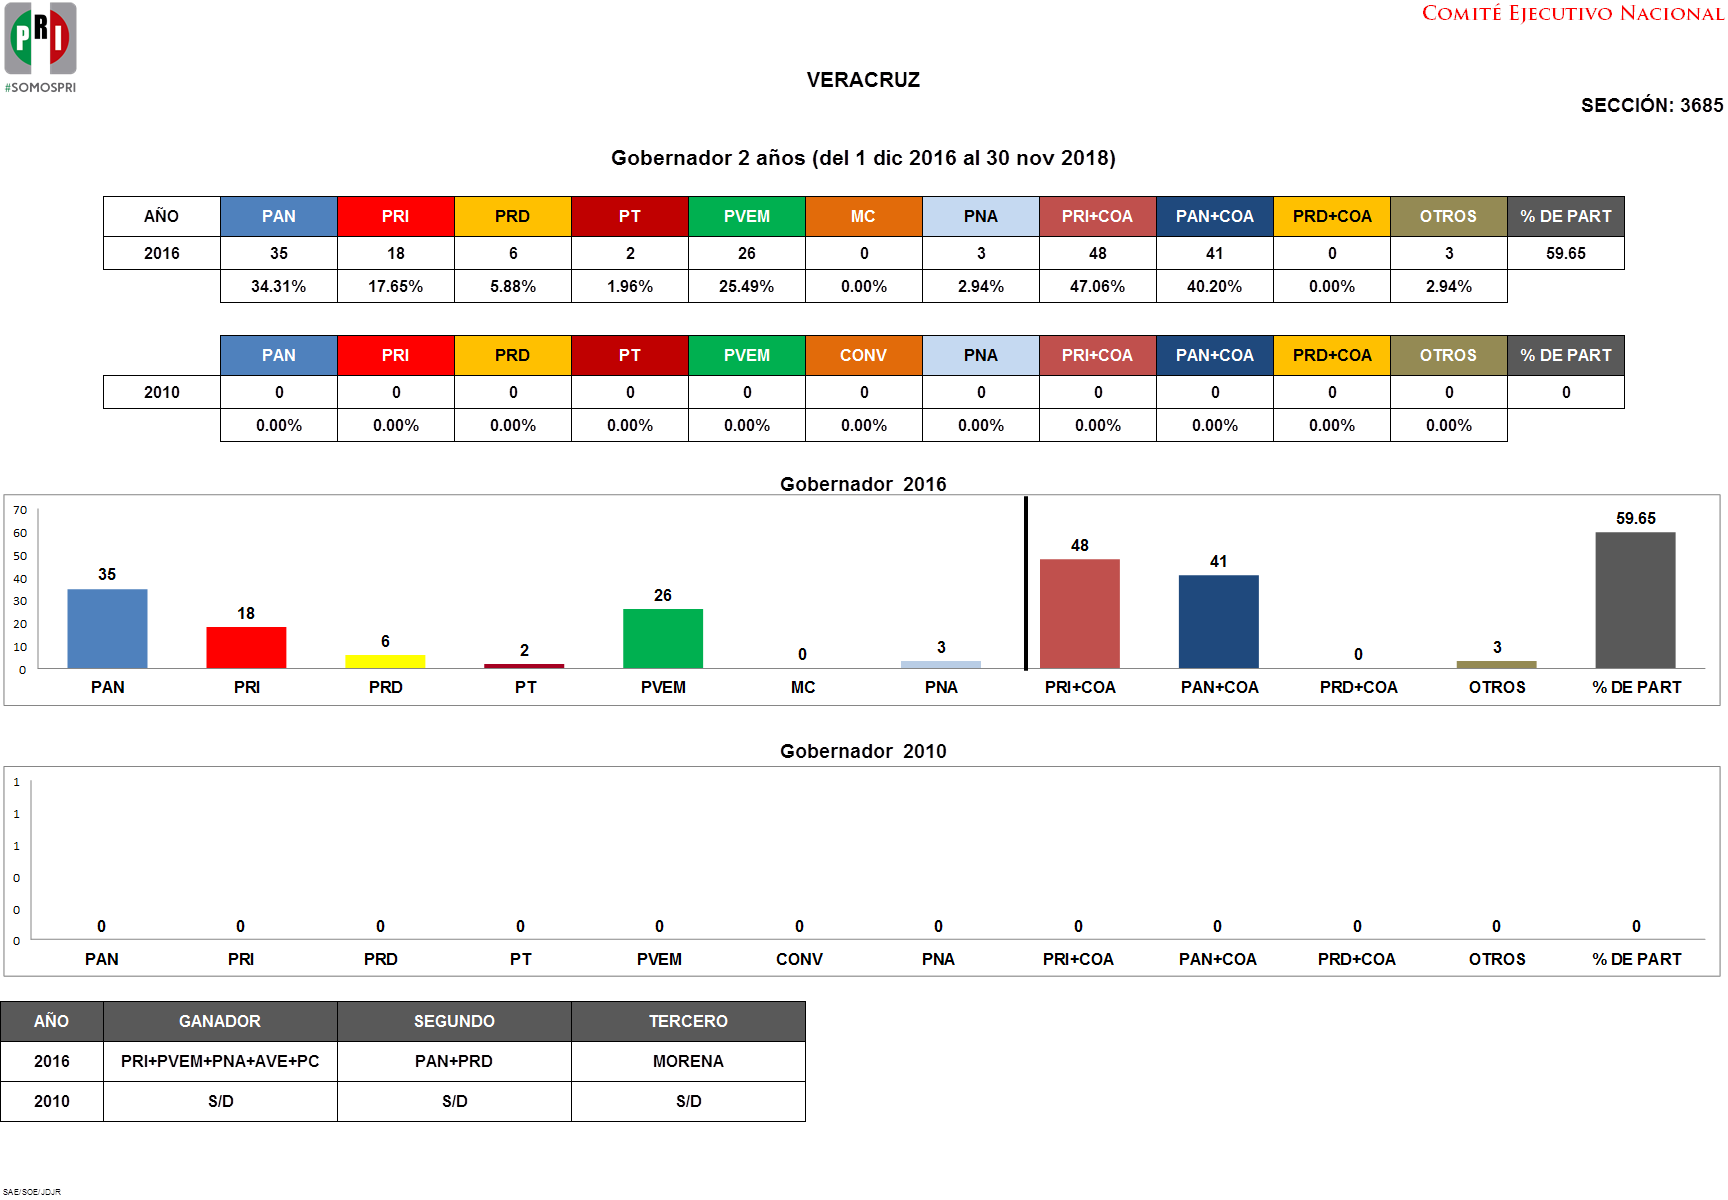 PRI
#SOMOSPRI
COMITÉ EJECUTIVO NACIONAL
VERACRUZ
SECCIÓN: 3685
Gobernador 2 años (del 1 dic 2016 al 30 nov 2018)
AÑO PAN PRI PRD PT PVEM MC PNA PRI+COA PAN+COA PRD+COA OTROS % DE PART
2016 35 18 6 2 26 0 3 48 41 0 3 59.65
34.31% 17.65% 5.88% 1.96% 25.49% 0.00% 2.94% 47.06% 40.20% 0.00% 2.94%
PAN PRI PRD PT PVEM CONV PNA PRI+COA PAN+COA PRD+COA OTROS % DE PART
2010 0 0 0 0 0 0 0 0 0 0 0 0
0.00% 0.00% 0.00% 0.00% 0.00% 0.00% 0.00% 0.00% 0.00% 0.00% 0.00%
Gobernador 2016
70
60
50
40
30
20
10
0
35 18 6 2 26 0 3 48 41 0 3 59.65
PAN PRI PRD PT PVEM MC PNA PRI+COA PAN+COA PRD+COA OTROS % DE PART
Gobernador 2010
1
1
1
0
0
0
0 0 0 0 0 0 0 0 0 0 0 0
PAN PRI PRD PT PVEM CONV PNA PRI+COA PAN+COA PRD+COA OTROS % DE PART
AÑO GANADOR SEGUNDO TERCERO
2016 PRI+PVEM+PNA+AVE+PC PAN+PRD MORENA
2010 S/D S/D S/D
SAE/SOE/JDJR